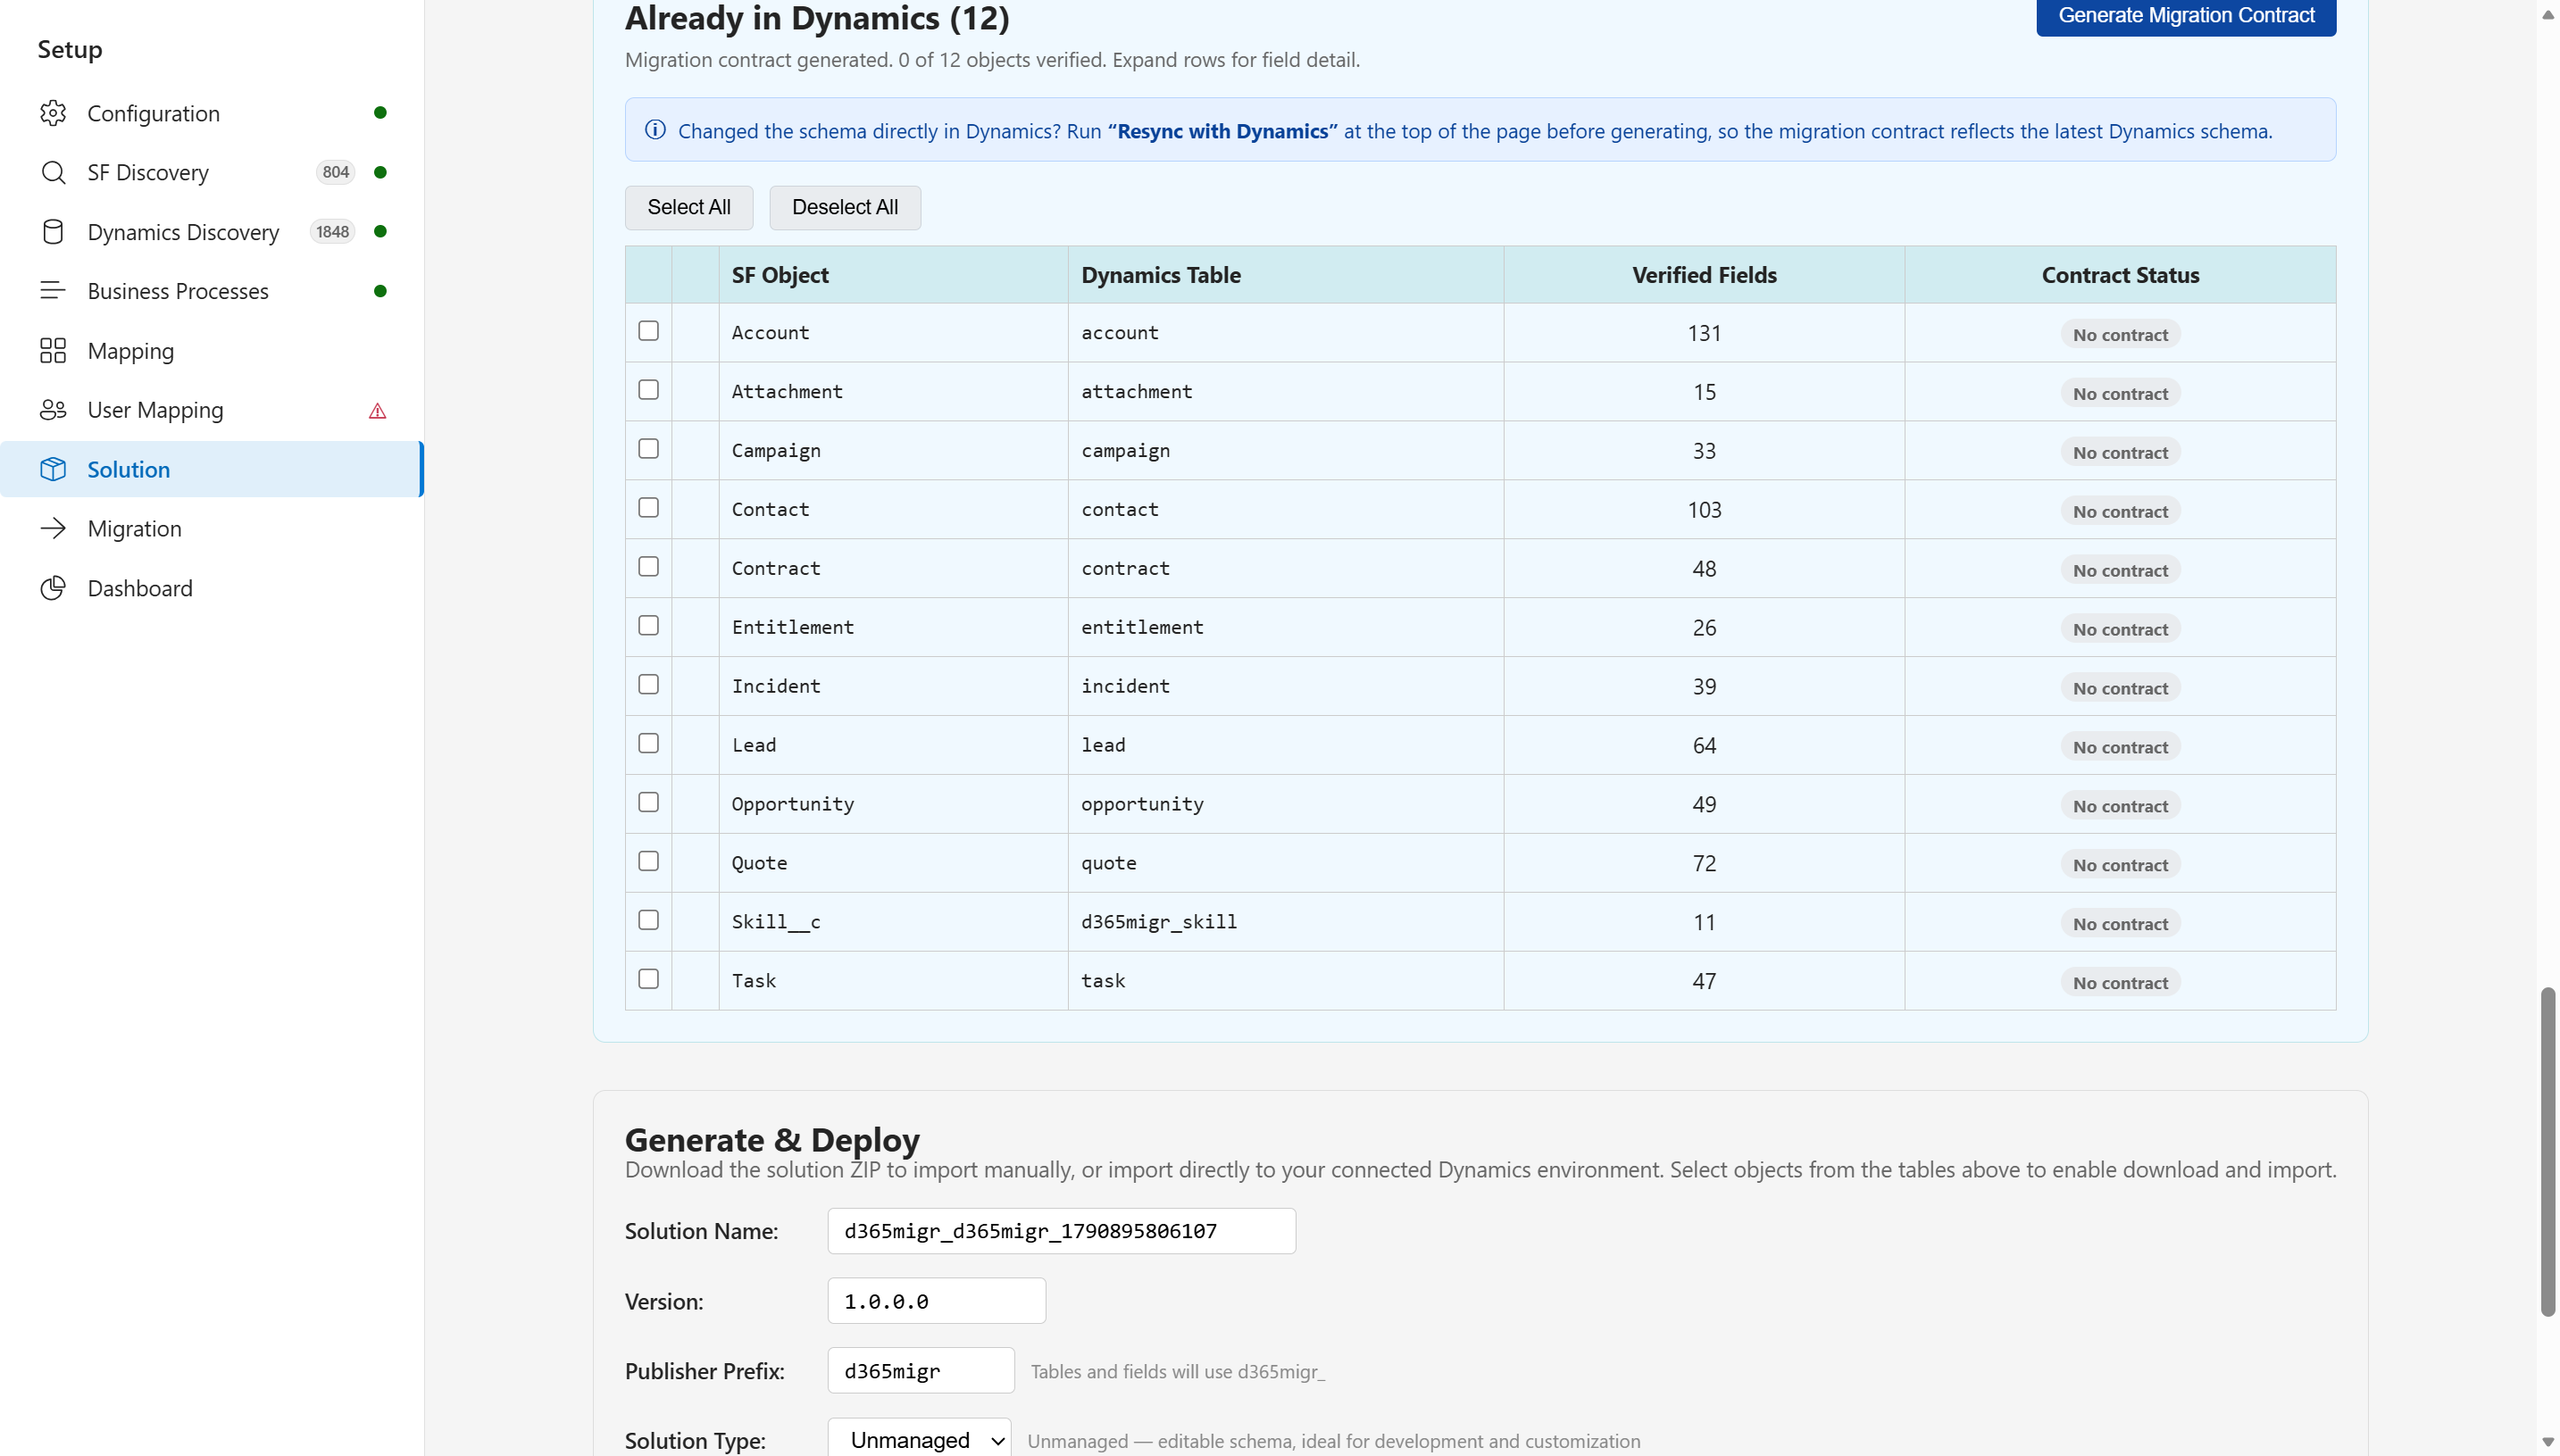 Setup
Configuration
SF Discovery 804
Dynamics Discovery 1848
Business Processes
Mapping
User Mapping
Solution
Migration
Dashboard
Already in Dynamics (12)
Generate Migration Contract
Migration contract generated. 0 of 12 objects verified. Expand rows for field detail.
Changed the schema directly in Dynamics? Run “Resync with Dynamics” at the top of the page before generating, so the migration contract reflects the latest Dynamics schema.
Select All Deselect All
SF Object Dynamics Table Verified Fields Contract Status
Account account 131 No contract
Attachment attachment 15 No contract
Campaign campaign 33 No contract
Contact contact 103 No contract
Contract contract 48 No contract
Entitlement entitlement 26 No contract
Incident incident 39 No contract
Lead lead 64 No contract
Opportunity opportunity 49 No contract
Quote quote 72 No contract
Skill__c d365migr_skill 11 No contract
Task task 47 No contract
Generate & Deploy
Download the solution ZIP to import manually, or import directly to your connected Dynamics environment. Select objects from the tables above to enable download and import.
Solution Name: d365migr_d365migr_1790895806107
Version: 1.0.0.0
Publisher Prefix: d365migr Tables and fields will use d365migr_
Solution Type: Unmanaged Unmanaged — editable schema, ideal for development and customization